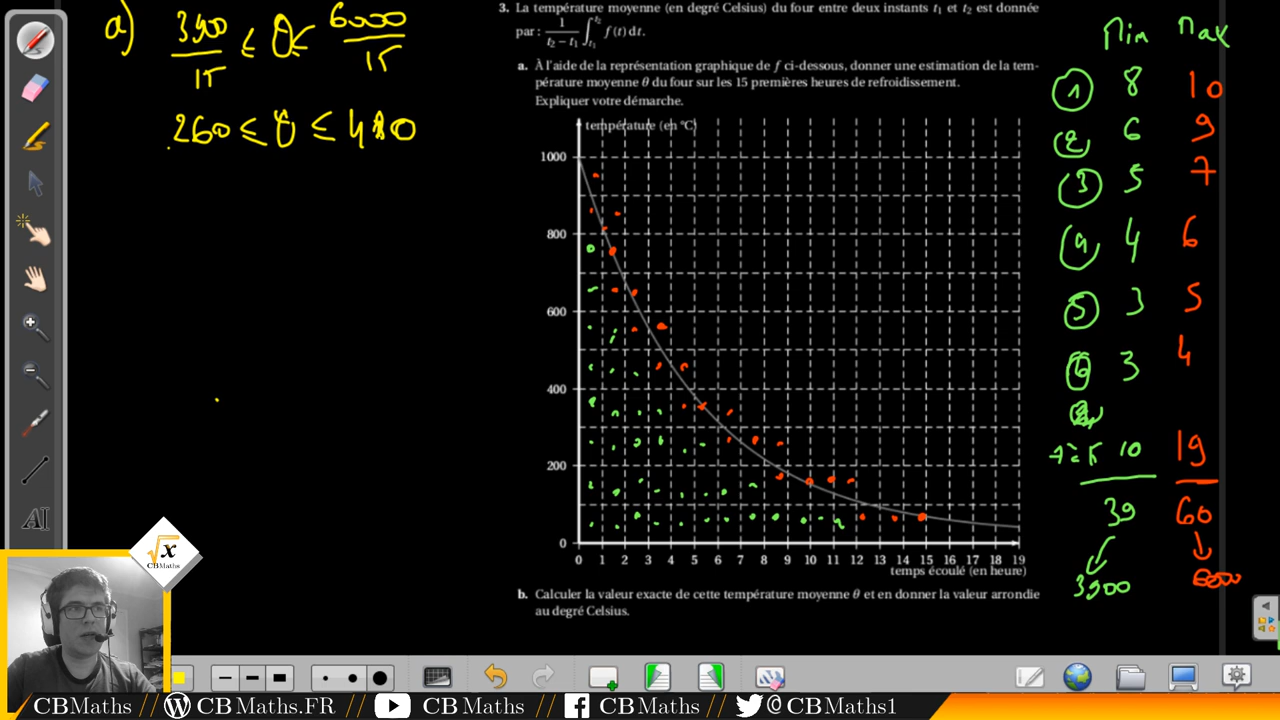 a) 3900/15 ≤ θ ≤ 6000/15
260 ≤ θ ≤ 410
3. La température moyenne (en degré Celsius) du four entre deux instants t₁ et t₂ est donnée
par : 1/(t₂ − t₁) ∫_{t₁}^{t₂} f(t) dt.
a. À l'aide de la représentation graphique de f ci-dessous, donner une estimation de la tem-
pérature moyenne θ du four sur les 15 premières heures de refroidissement.
Expliquer votre démarche.
température (en °C)
1000
800
600
400
200
0
0 1 2 3 4 5 6 7 8 9 10 11 12 13 14 15 16 17 18 19
temps écoulé (en heure)
b. Calculer la valeur exacte de cette température moyenne θ et en donner la valeur arrondie
au degré Celsius.
Min Max
1 8 10
2 6 9
3 5 7
4 4 6
5 3 5
6 3 4
10 19
39 60
3900
AI
√x
CBMaths
CBMaths CBMaths.FR CBMaths CBMaths @CBMaths1